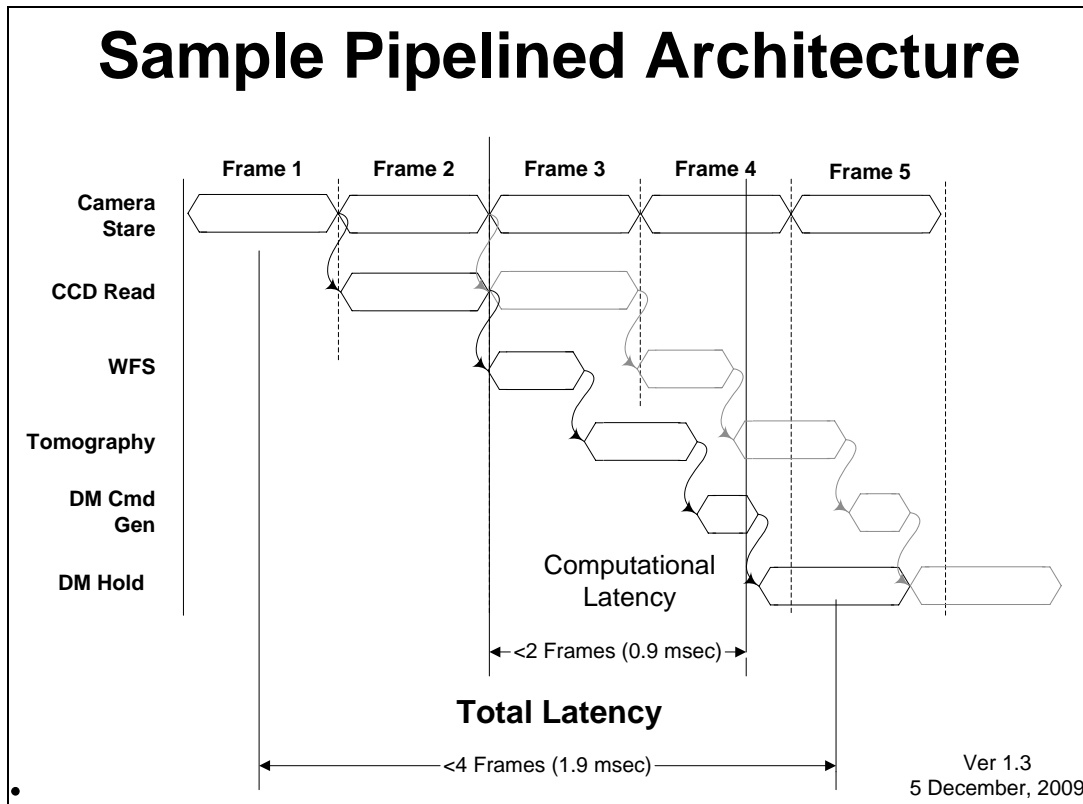 Sample Pipelined Architecture
Frame 1
Frame 2
Frame 3
Frame 4
Frame 5
Camera
Stare
CCD Read
WFS
Tomography
DM Cmd
Gen
DM Hold
Computational
Latency
<2 Frames (0.9 msec)
Total Latency
<4 Frames (1.9 msec)
Ver 1.3
5 December, 2009